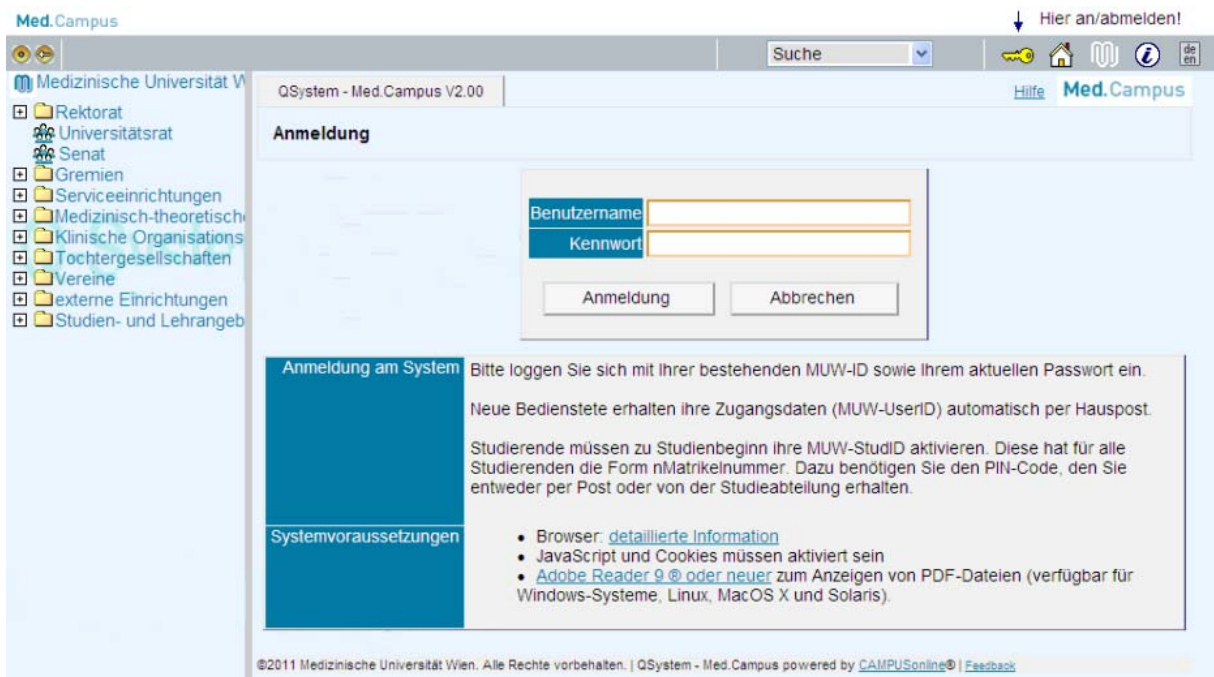 Med.Campus
Hier an/abmelden!
Suche
de
en
Medizinische Universität W
Rektorat
Universitätsrat
Senat
Gremien
Serviceeinrichtungen
Medizinisch-theoretisch
Klinische Organisations
Tochtergesellschaften
Vereine
externe Einrichtungen
Studien- und Lehrangeb
QSystem - Med.Campus V2.00
Hilfe Med.Campus
Anmeldung
Benutzername
Kennwort
Anmeldung Abbrechen
Anmeldung am System
Bitte loggen Sie sich mit Ihrer bestehenden MUW-ID sowie Ihrem aktuellen Passwort ein.
Neue Bedienstete erhalten ihre Zugangsdaten (MUW-UserID) automatisch per Hauspost.
Studierende müssen zu Studienbeginn ihre MUW-StudID aktivieren. Diese hat für alle
Studierenden die Form nMatrikelnummer. Dazu benötigen Sie den PIN-Code, den Sie
entweder per Post oder von der Studieabteilung erhalten.
Systemvoraussetzungen
• Browser: detaillierte Information
• JavaScript und Cookies müssen aktiviert sein
• Adobe Reader 9 ® oder neuer zum Anzeigen von PDF-Dateien (verfügbar für
Windows-Systeme, Linux, MacOS X und Solaris).
©2011 Medizinische Universität Wien. Alle Rechte vorbehalten. | QSystem - Med.Campus powered by CAMPUSonline® | Feedback